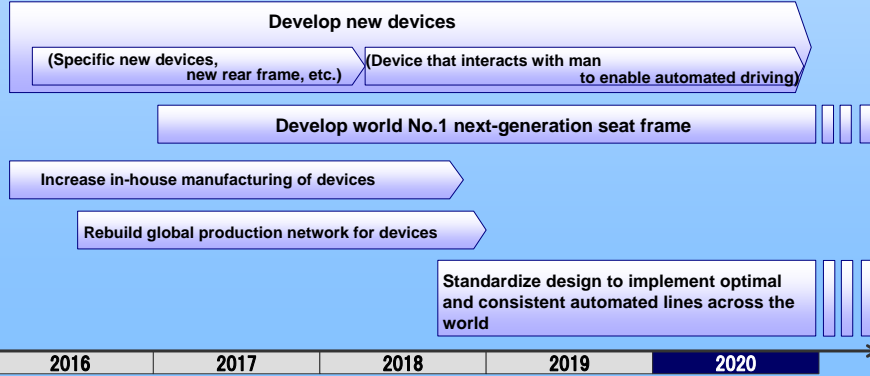 Develop new devices
(Specific new devices,
new rear frame, etc.)
(Device that interacts with man
to enable automated driving)
Develop world No.1 next-generation seat frame
Increase in-house manufacturing of devices
Rebuild global production network for devices
Standardize design to implement optimal
and consistent automated lines across the
world
2016 2017 2018 2019 2020